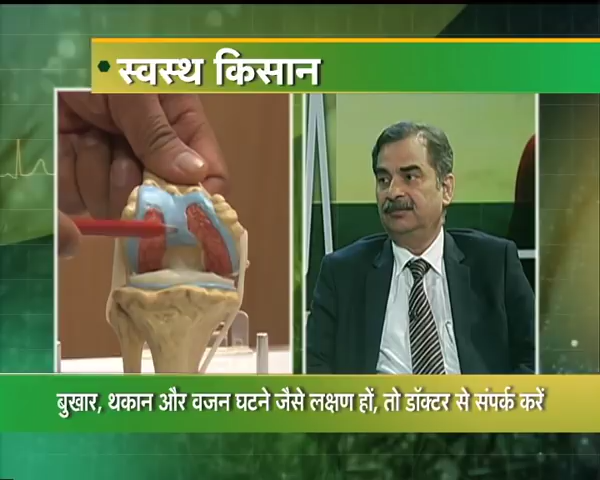 स्वस्थ किसान
बुखार, थकान और वजन घटने जैसे लक्षण हों, तो डॉक्टर से संपर्क करें